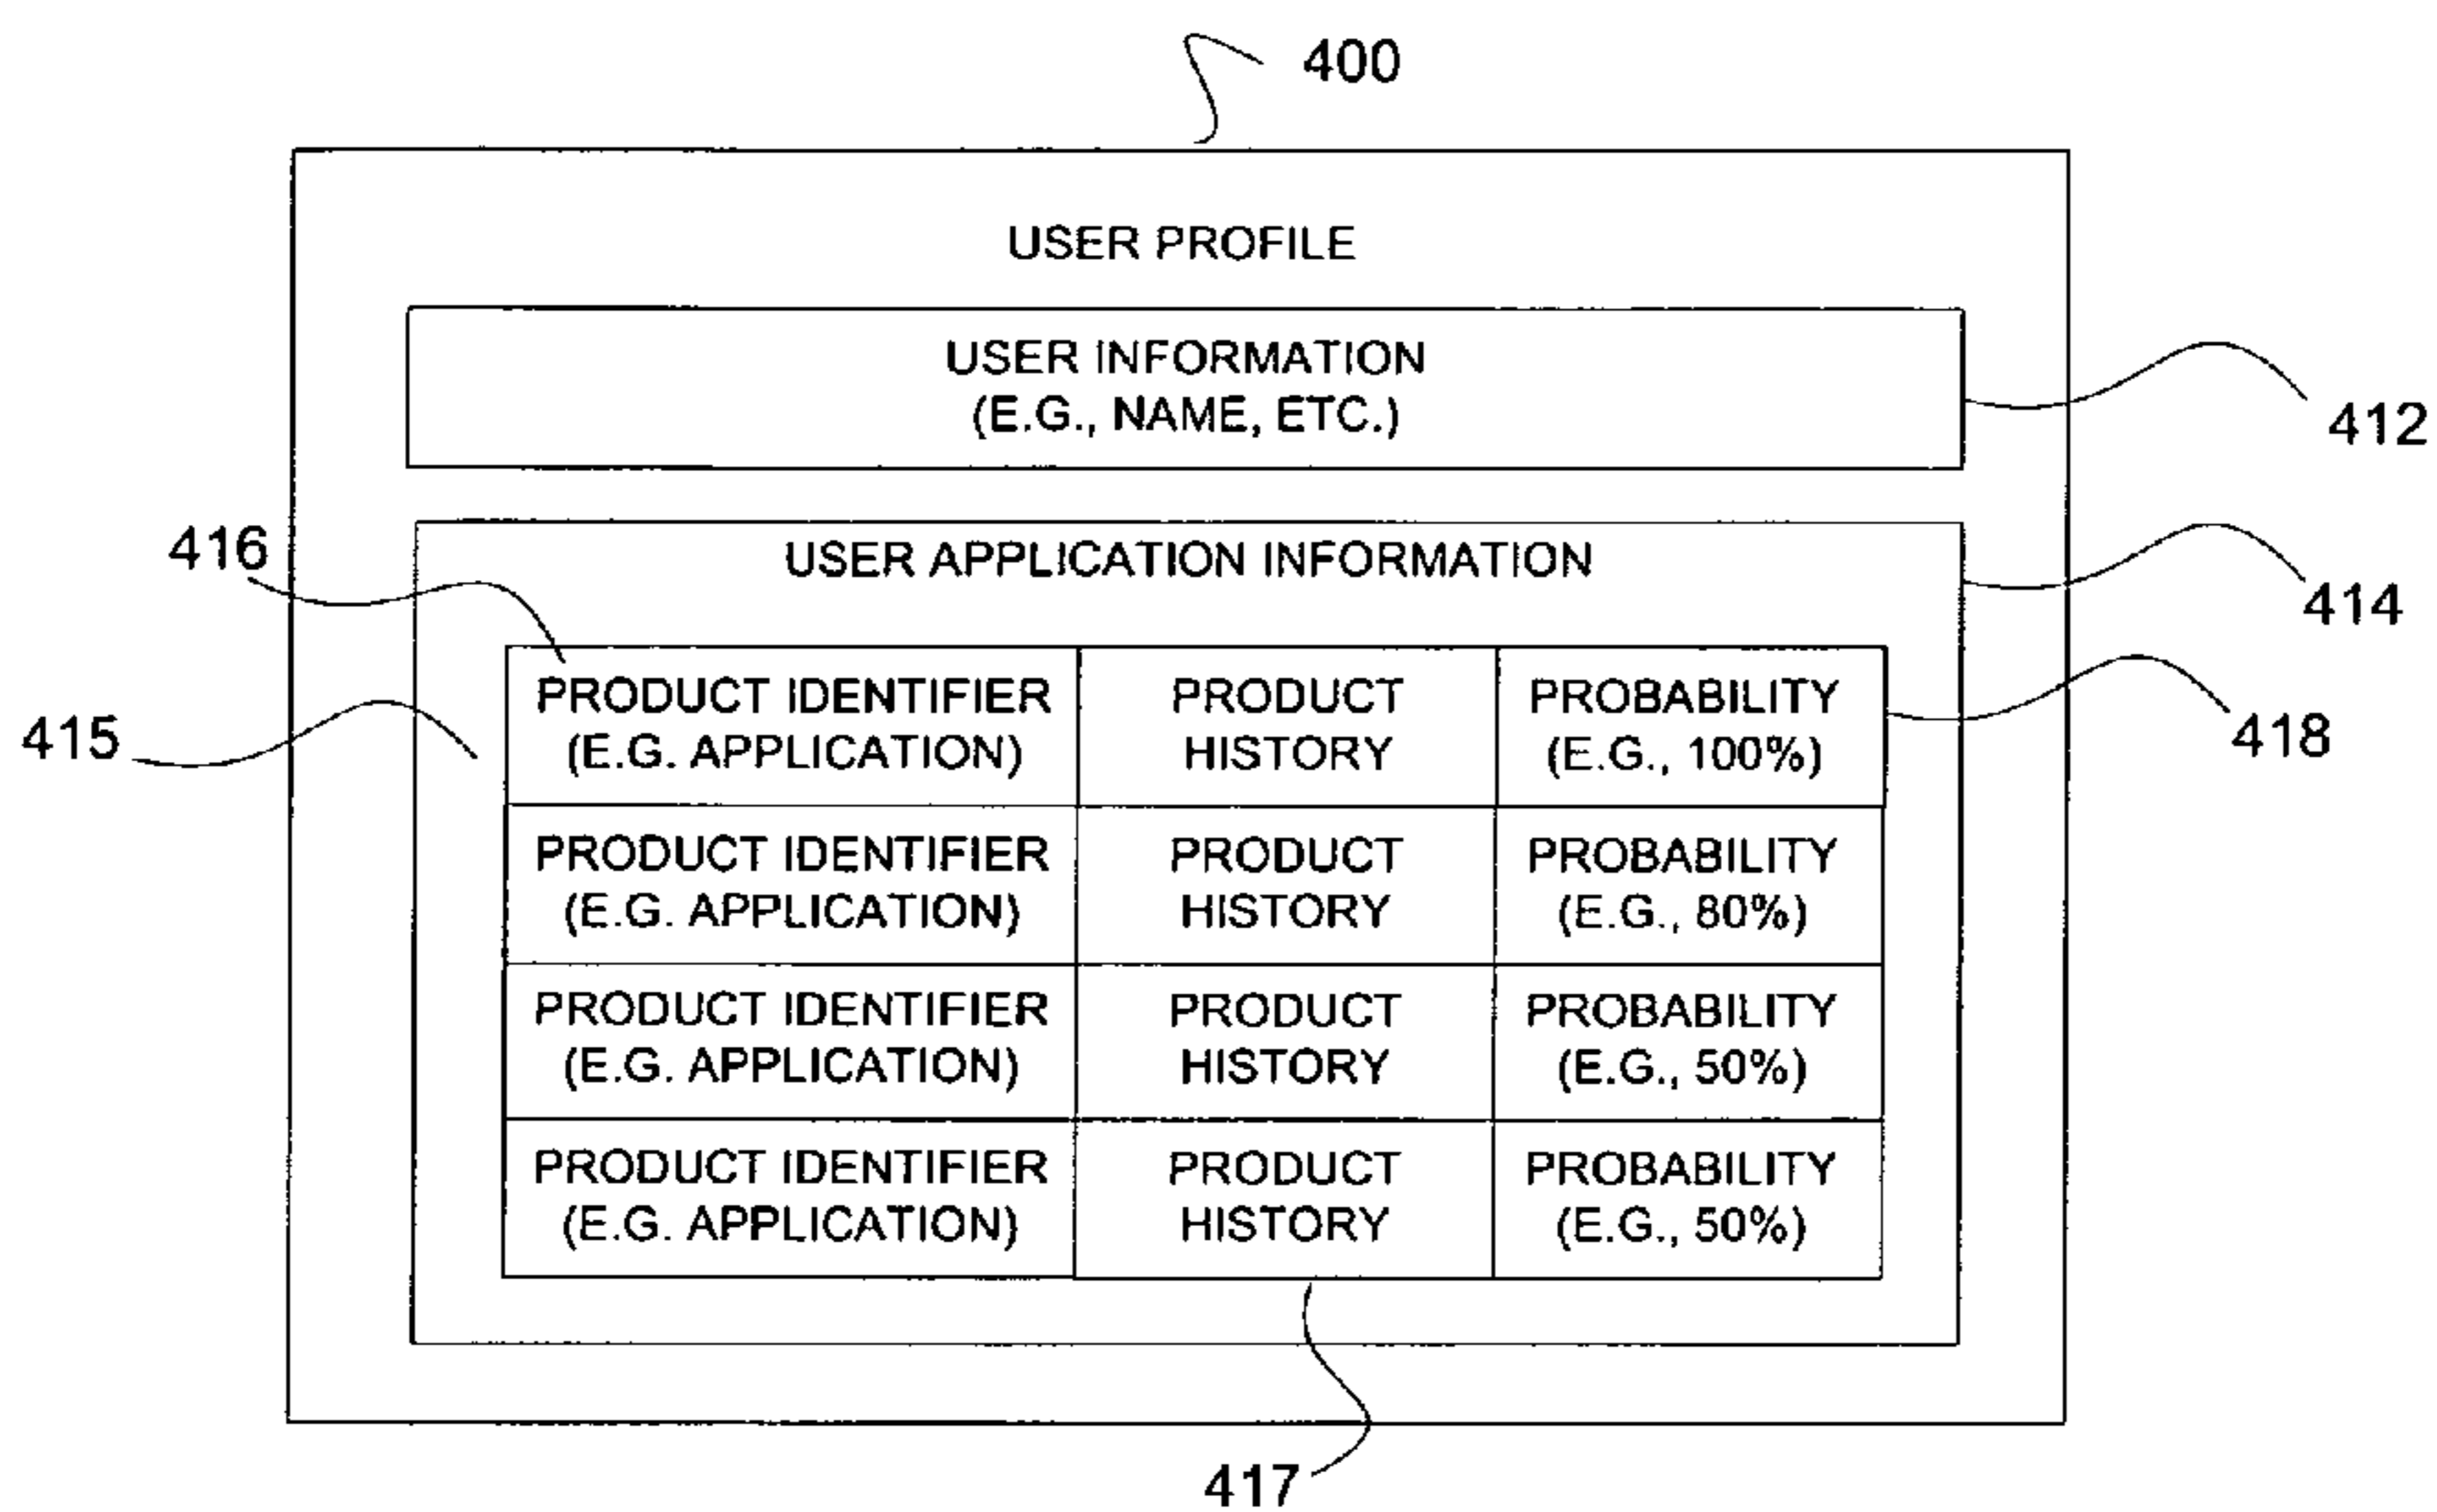 400
USER PROFILE
USER INFORMATION
(E.G., NAME, ETC.)
412
416
USER APPLICATION INFORMATION
414
415
PRODUCT IDENTIFIER
(E.G. APPLICATION)
PRODUCT
HISTORY
PROBABILITY
(E.G., 100%)
418
PRODUCT IDENTIFIER
(E.G. APPLICATION)
PRODUCT
HISTORY
PROBABILITY
(E.G., 80%)
PRODUCT IDENTIFIER
(E.G. APPLICATION)
PRODUCT
HISTORY
PROBABILITY
(E.G., 50%)
PRODUCT IDENTIFIER
(E.G. APPLICATION)
PRODUCT
HISTORY
PROBABILITY
(E.G., 50%)
417